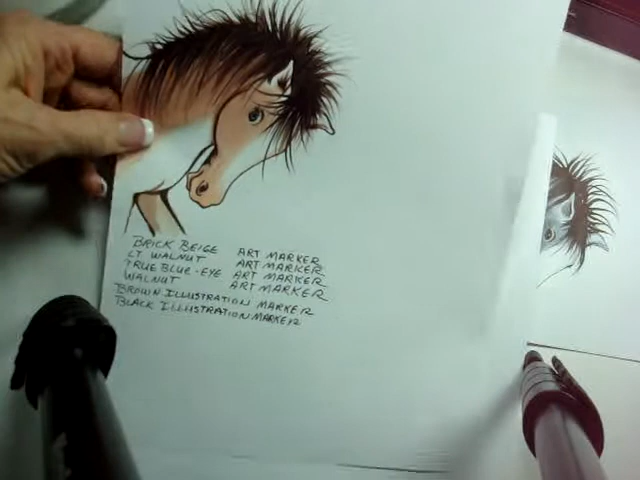 BRICK BEIGE ART MARKER
LT WALNUT ART MARKER
TRUE BLUE-EYE ART MARKER
WALNUT ART MARKER
BROWN ILLUSTRATION MARKER
BLACK ILLUSTRATION MARKER